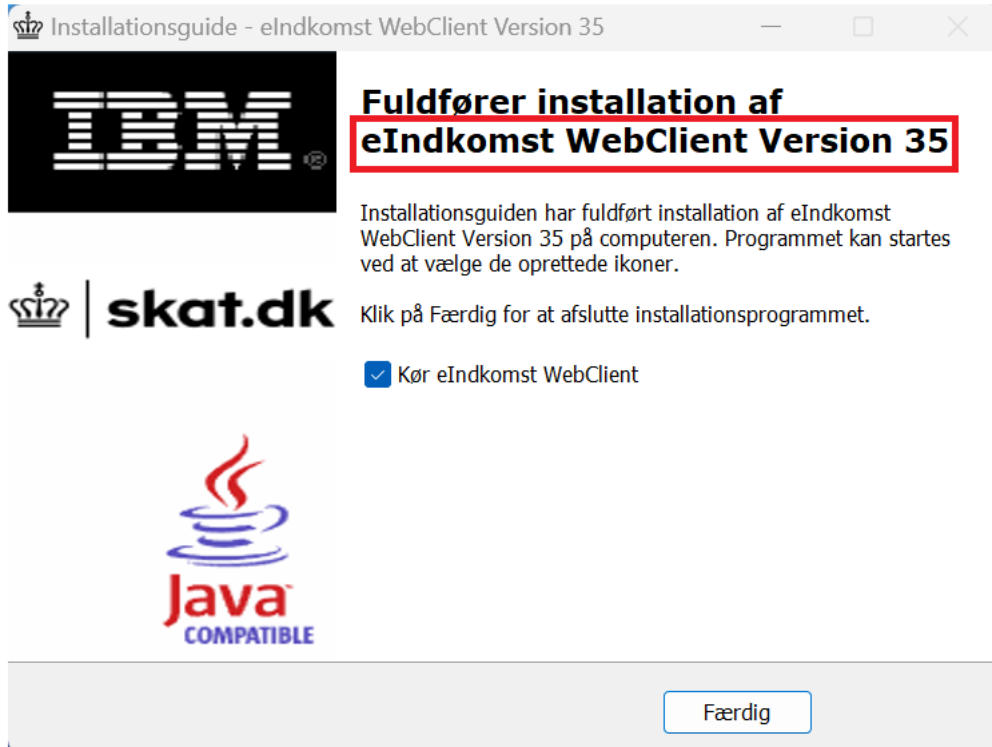 Installationsguide - eIndkomst WebClient Version 35
IBM®
Fuldfører installation af
eIndkomst WebClient Version 35
Installationsguiden har fuldført installation af eIndkomst
WebClient Version 35 på computeren. Programmet kan startes
ved at vælge de oprettede ikoner.
skat.dk
Klik på Færdig for at afslutte installationsprogrammet.
Kør eIndkomst WebClient
Java
COMPATIBLE
Færdig